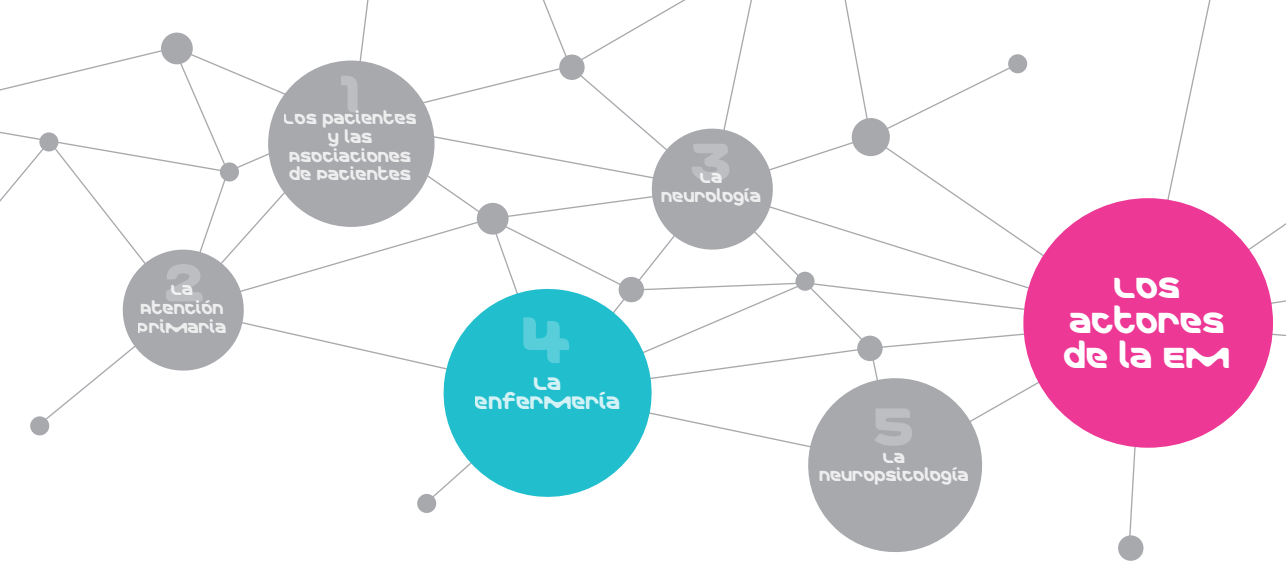 1
Los pacientes
y las
asociaciones
de pacientes
2
La
atención
primaria
3
La
neurología
4
La
enfermería
5
La
neuropsicología
Los
actores
de la EM